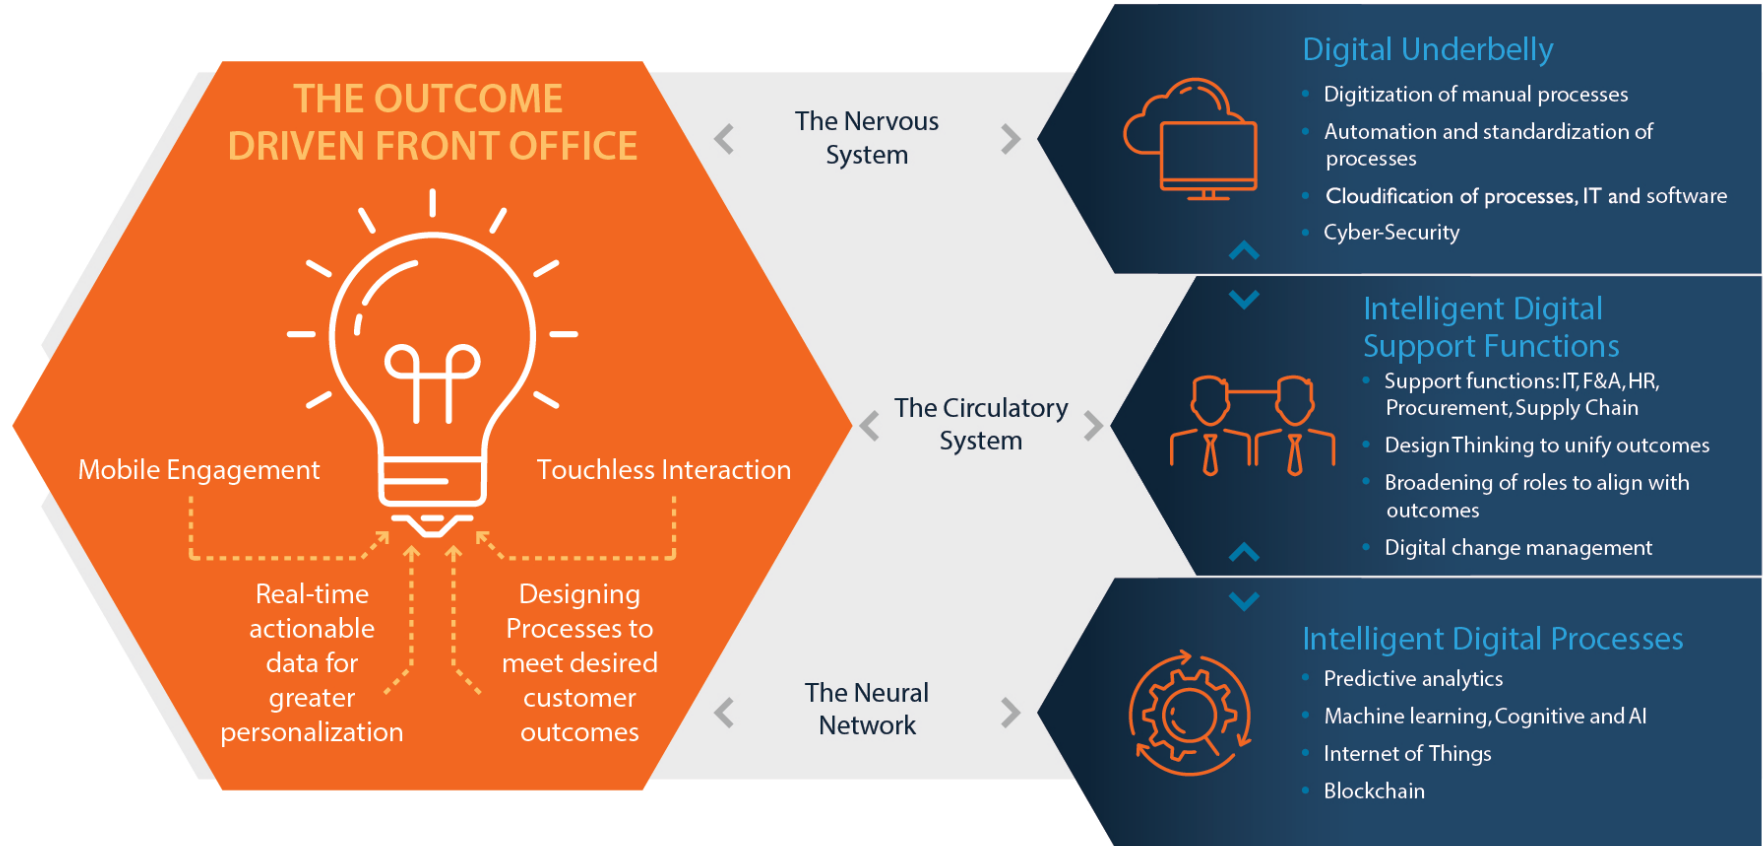 THE OUTCOME
DRIVEN FRONT OFFICE
Mobile Engagement
Touchless Interaction
Real-time
actionable
data for
greater
personalization
Designing
Processes to
meet desired
customer
outcomes
The Nervous
System
The Circulatory
System
The Neural
Network
Digital Underbelly
• Digitization of manual processes
• Automation and standardization of
processes
• Cloudification of processes, IT and software
• Cyber-Security
Intelligent Digital
Support Functions
• Support functions: IT, F&A, HR,
Procurement, Supply Chain
• Design Thinking to unify outcomes
• Broadening of roles to align with
outcomes
• Digital change management
Intelligent Digital Processes
• Predictive analytics
• Machine learning, Cognitive and AI
• Internet of Things
• Blockchain